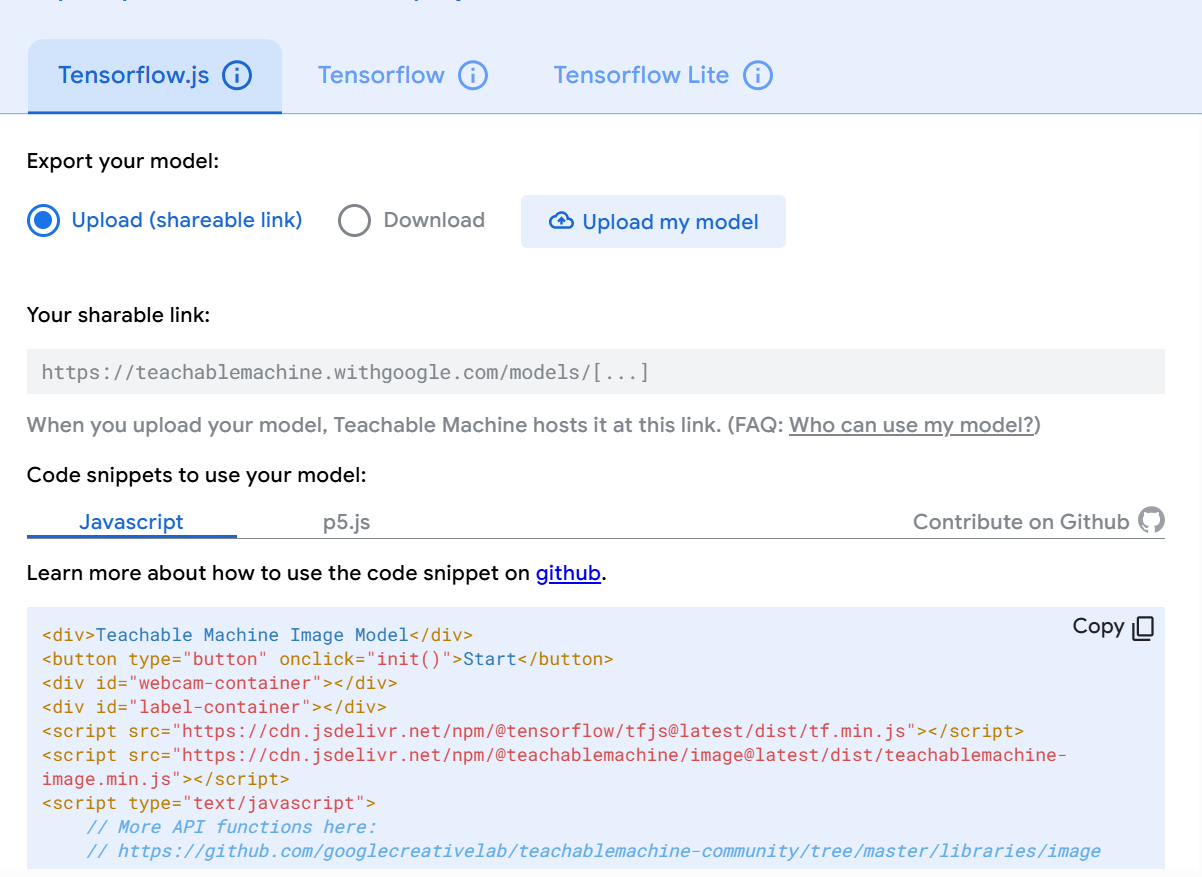 Tensorflow.js Tensorflow Tensorflow Lite
Export your model:
Upload (shareable link) Download Upload my model
Your sharable link:
https://teachablemachine.withgoogle.com/models/[...]
When you upload your model, Teachable Machine hosts it at this link. (FAQ: Who can use my model?)
Code snippets to use your model:
Javascript p5.js Contribute on Github
Learn more about how to use the code snippet on github.
Copy
<div>Teachable Machine Image Model</div>
<button type="button" onclick="init()">Start</button>
<div id="webcam-container"></div>
<div id="label-container"></div>
<script src="https://cdn.jsdelivr.net/npm/@tensorflow/tfjs@latest/dist/tf.min.js"></script>
<script src="https://cdn.jsdelivr.net/npm/@teachablemachine/image@latest/dist/teachablemachine-
image.min.js"></script>
<script type="text/javascript">
// More API functions here:
// https://github.com/googlecreativelab/teachablemachine-community/tree/master/libraries/image